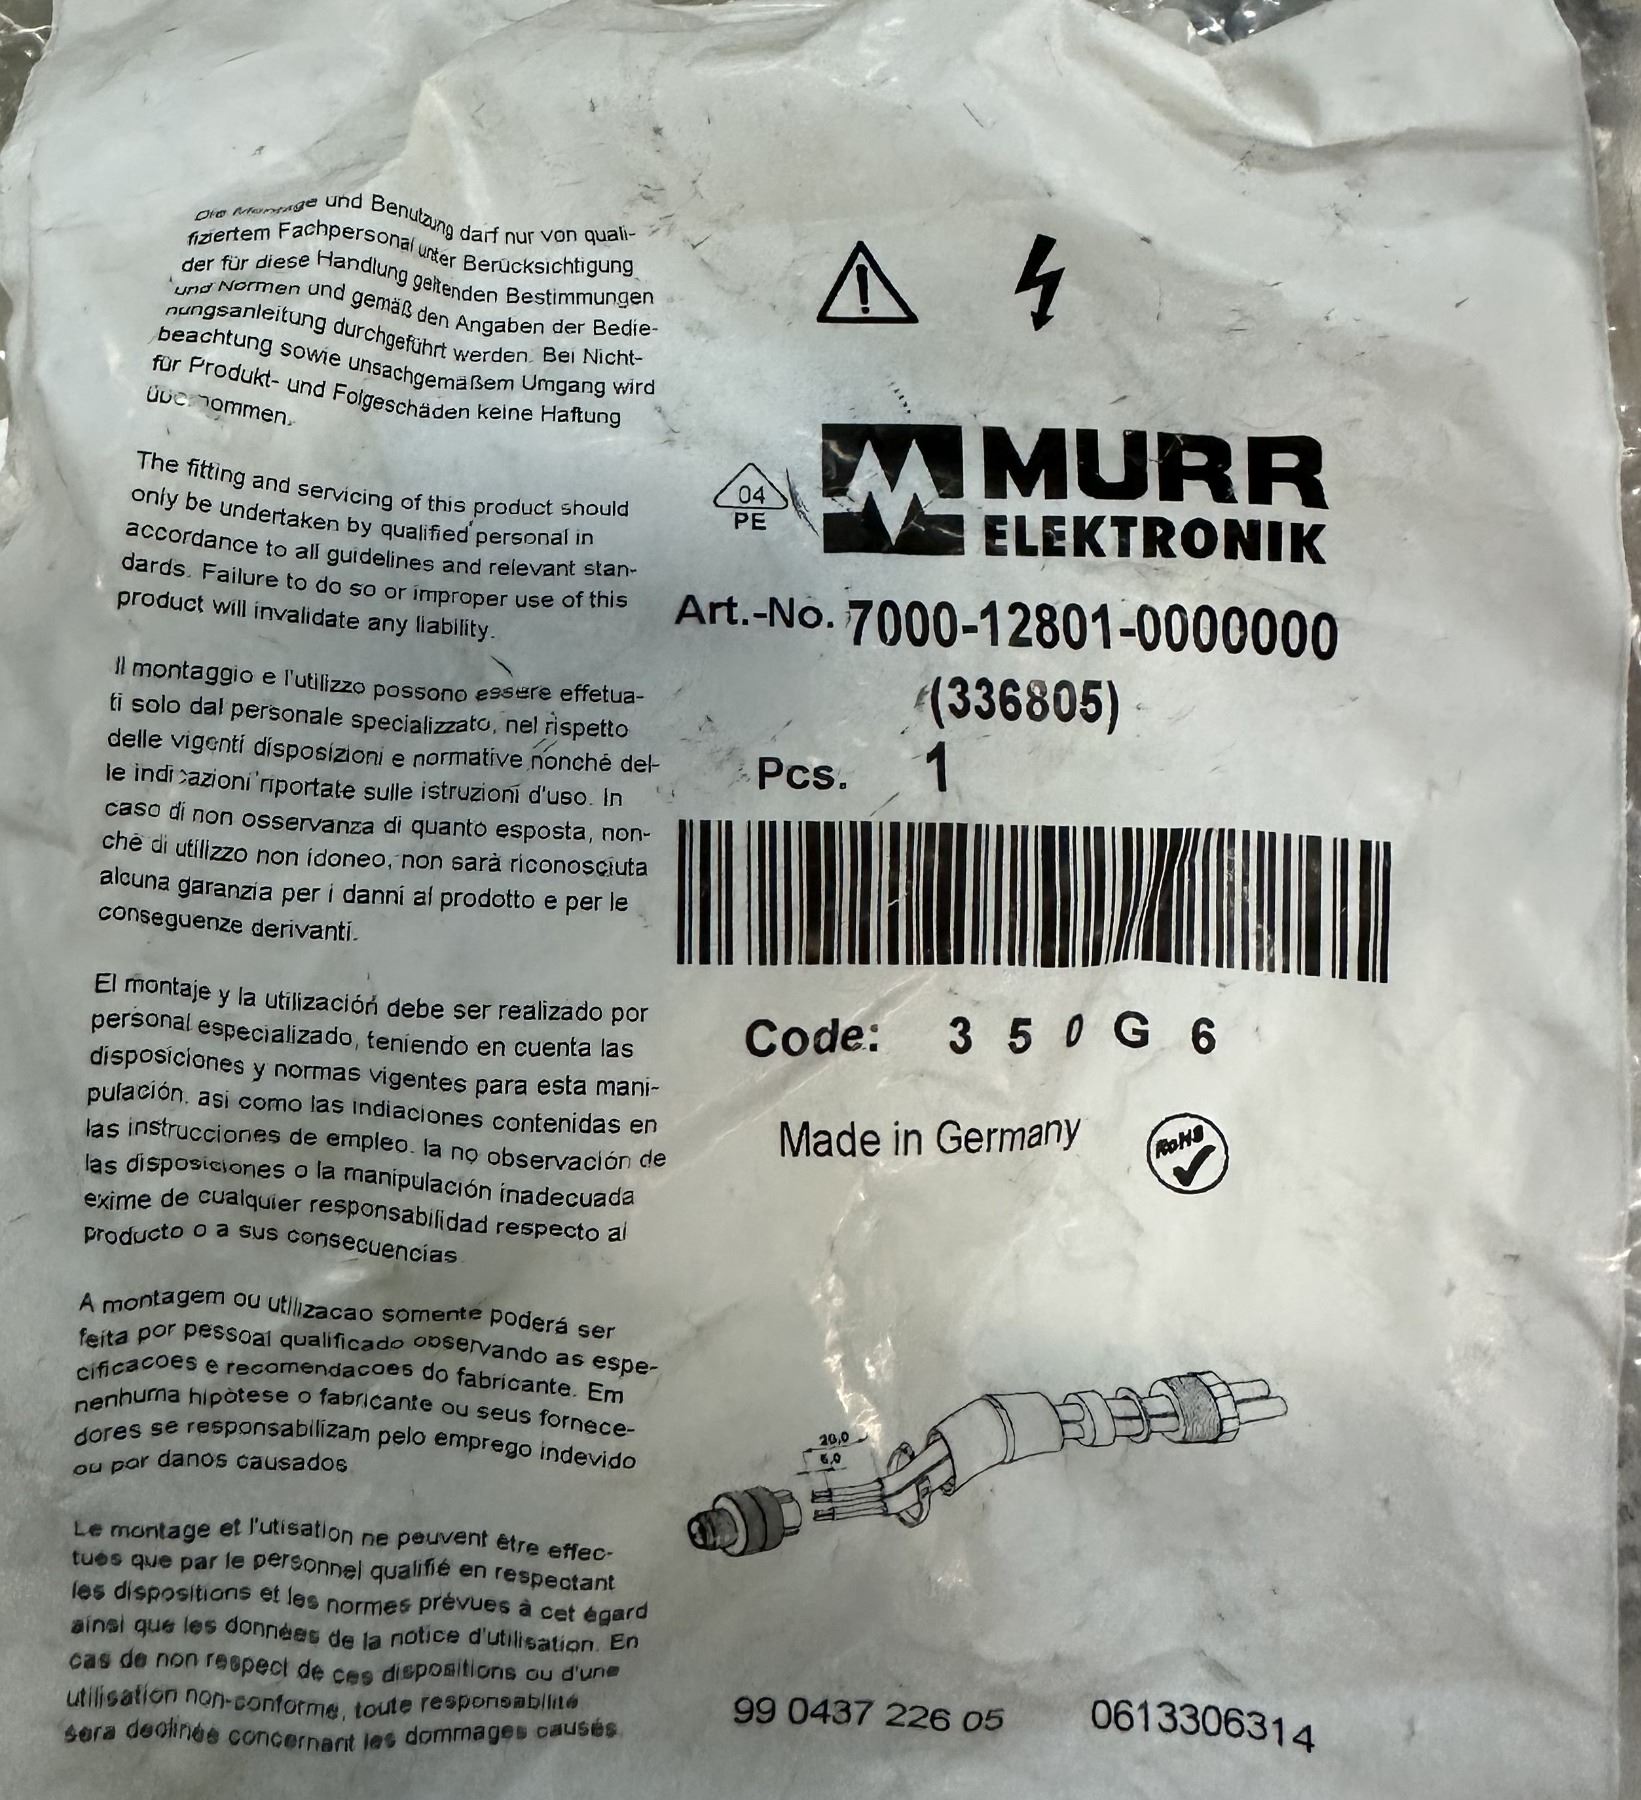 Die Montage und Benutzung darf nur von quali-
fiziertem Fachpersonal unter Berücksichtigung
der für diese Handlung geltenden Bestimmungen
und Normen und gemäß den Angaben der Bedie-
nungsanleitung durchgeführt werden. Bei Nicht-
beachtung sowie unsachgemäßem Umgang wird
für Produkt- und Folgeschäden keine Haftung
übernommen.
The fitting and servicing of this product should
only be undertaken by qualified personal in
accordance to all guidelines and relevant stan-
dards. Failure to do so or improper use of this
product will invalidate any liability.
Il montaggio e l'utilizzo possono essere effetua-
ti solo dal personale specializzato, nel rispetto
delle vigenti disposizioni e normative nonché del-
le indicazioni riportate sulle istruzioni d'uso. In
caso di non osservanza di quanto esposta, non-
chè di utilizzo non idoneo, non sarà riconosciuta
alcuna garanzia per i danni al prodotto e per le
conseguenze derivanti.
El montaje y la utilización debe ser realizado por
personal especializado, teniendo en cuenta las
disposiciones y normas vigentes para esta mani-
pulación. asi como las indiaciones contenidas en
las instrucciones de empleo. la no observación de
las disposiciones o la manipulación inadecuada
exime de cualquier responsabilidad respecto al
producto o a sus consecuencias
A montagem ou utilizacao somente poderá ser
feita por pessoal qualificado observando as espe-
cificacoes e recomendacoes do fabricante. Em
nenhuma hipòtese o fabricante ou seus fornece-
dores se responsabilizam pelo emprego indevido
ou por danos causados
Le montage et l'utisation ne peuvent être effec-
tués que par le personnel qualifié en respectant
les dispositions et les normes prévues à cet égard
ainsi que les données de la notice d'utilisation. En
cas de non respect de ces dispositions ou d'une
utilisation non-conforme, toute responsabilité
sera declinée concernant les dommages causés
04
PE
MURR
ELEKTRONIK
Art.-No. 7000-12801-0000000
(336805)
Pcs. 1
Code: 3 5 0 G 6
Made in Germany
RoHS
20,0
6,0
99 0437 226 05 0613306314